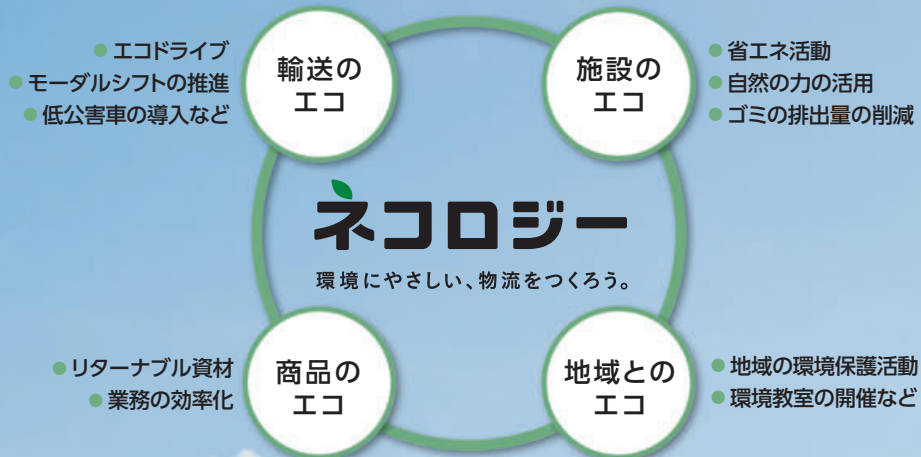 輸送の
エコ
エコドライブ
モーダルシフトの推進
低公害車の導入など
施設の
エコ
省エネ活動
自然の力の活用
ゴミの排出量の削減
ネコロジー
環境にやさしい、物流をつくろう。
商品の
エコ
リターナブル資材
業務の効率化
地域との
エコ
地域の環境保護活動
環境教室の開催など